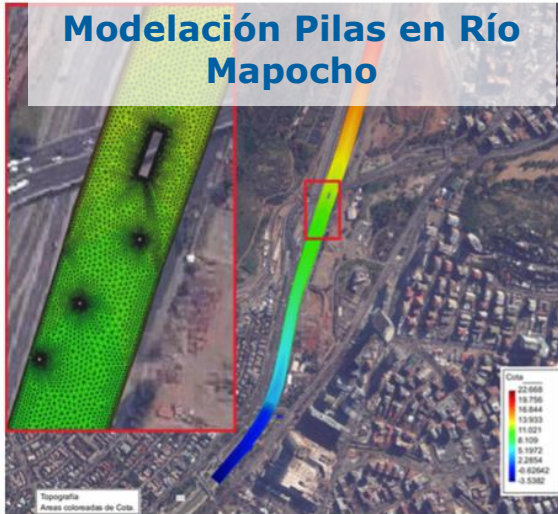 Modelación Pilas en Río
Mapocho
Cota
22.668
19.756
16.844
13.933
11.021
8.109
5.1972
2.2854
-0.62642
-3.5382
Topografía
Areas coloreadas de Cota.